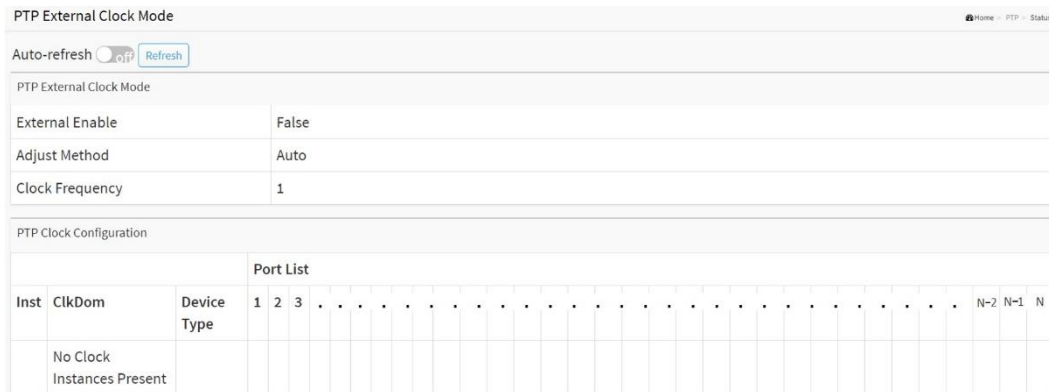 PTP External Clock Mode
Home > PTP > Status
Auto-refresh off Refresh
PTP External Clock Mode
External Enable False
Adjust Method Auto
Clock Frequency 1
PTP Clock Configuration
Port List
Inst ClkDom Device Type 1 2 3 . . . . . . . . . . . . . . . . . . . . . . . . . . . . N-2 N-1 N
No Clock
Instances Present